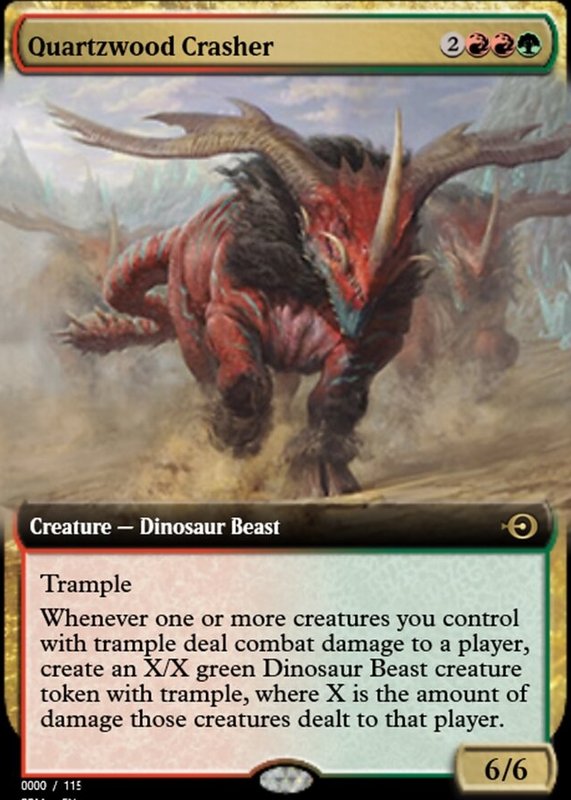 Quartzwood Crasher 2
Creature — Dinosaur Beast
Trample
Whenever one or more creatures you control
with trample deal combat damage to a player,
create an X/X green Dinosaur Beast creature
token with trample, where X is the amount of
damage those creatures dealt to that player.
6/6
0000 / 115